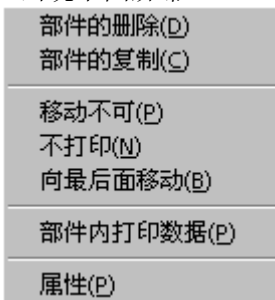 部件的删除(D)
部件的复制(C)
移动不可(P)
不打印(N)
向最后面移动(B)
部件内打印数据(P)
属性(P)